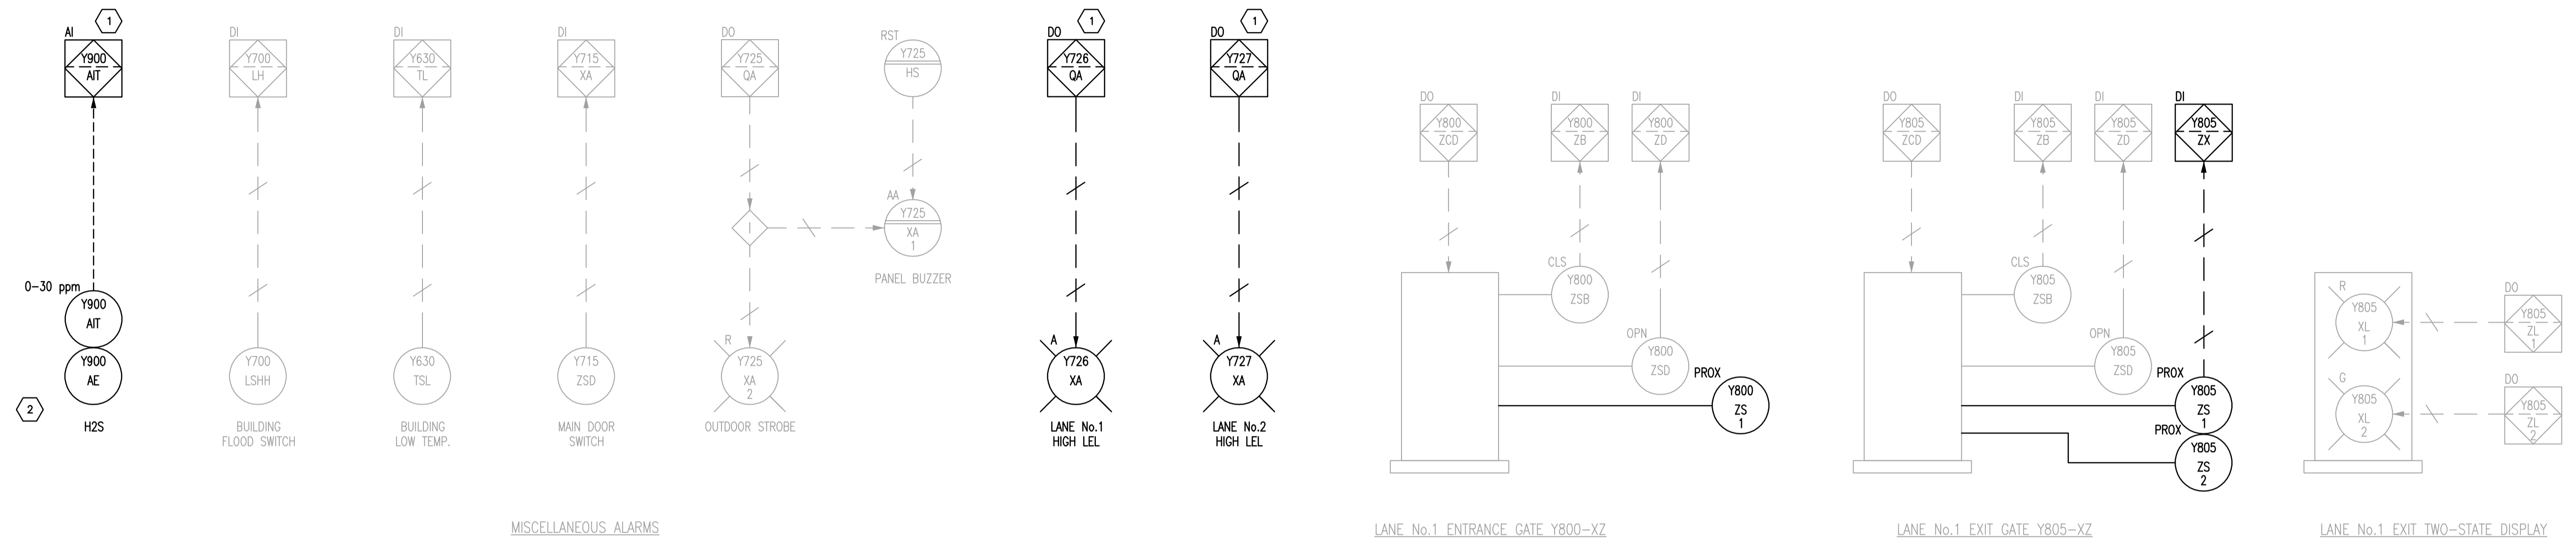 1
AI
Y900
AIT
0-30 ppm
Y900
AIT
Y900
AE
2
H2S
DI
Y700
LH
Y700
LSHH
BUILDING
FLOOD SWITCH
DI
Y630
TL
Y630
TSL
BUILDING
LOW TEMP.
DI
Y715
XA
Y715
ZSD
MAIN DOOR
SWITCH
DO
Y725
QA
R
Y725
XA
2
OUTDOOR STROBE
RST
Y725
HS
AA
Y725
XA
1
PANEL BUZZER
1
DO
Y726
QA
A
Y726
XA
LANE No.1
HIGH LEL
1
DO
Y727
QA
A
Y727
XA
LANE No.2
HIGH LEL
MISCELLANEOUS ALARMS
DO
Y800
ZCD
DI
Y800
ZB
DI
Y800
ZD
CLS
Y800
ZSB
OPN
Y800
ZSD
PROX
Y800
ZS
1
LANE No.1 ENTRANCE GATE Y800-XZ
DO
Y805
ZCD
DI
Y805
ZB
DI
Y805
ZD
DI
Y805
ZX
CLS
Y805
ZSB
OPN
Y805
ZSD
PROX
Y805
ZS
1
PROX
Y805
ZS
2
LANE No.1 EXIT GATE Y805-XZ
R
Y805
XL
1
DO
Y805
ZL
1
G
Y805
XL
2
DO
Y805
ZL
2
LANE No.1 EXIT TWO-STATE DISPLAY